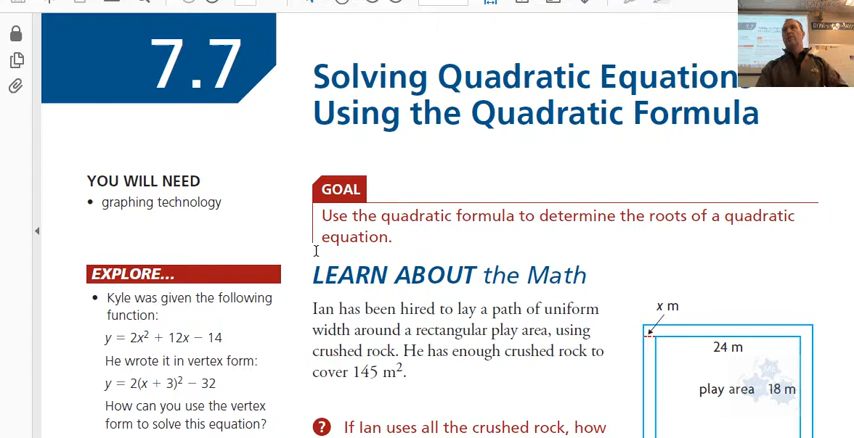 7.7
Solving Quadratic Equation
Using the Quadratic Formula
YOU WILL NEED
• graphing technology
GOAL
Use the quadratic formula to determine the roots of a quadratic
equation.
EXPLORE...
• Kyle was given the following
function:
y = 2x² + 12x − 14
He wrote it in vertex form:
y = 2(x + 3)² − 32
How can you use the vertex
form to solve this equation?
LEARN ABOUT the Math
Ian has been hired to lay a path of uniform
width around a rectangular play area, using
crushed rock. He has enough crushed rock to
cover 145 m².
? If Ian uses all the crushed rock, how
x m
24 m
play area 18 m